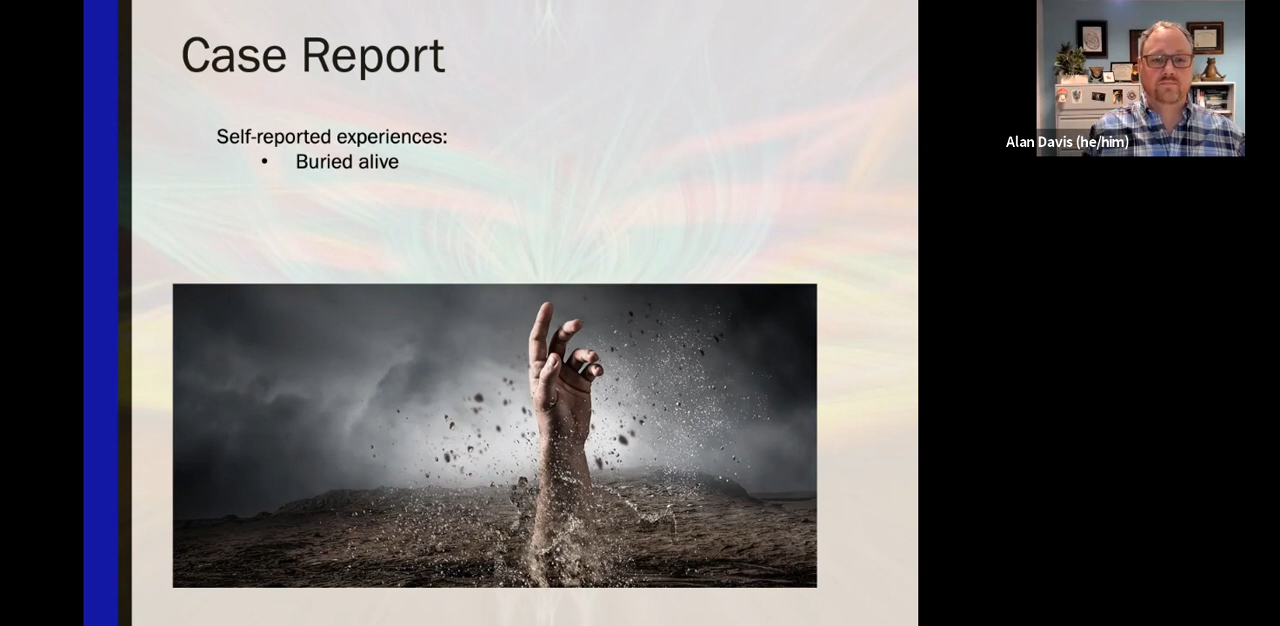 Case Report
Self-reported experiences:
• Buried alive
Alan Davis (he/him)